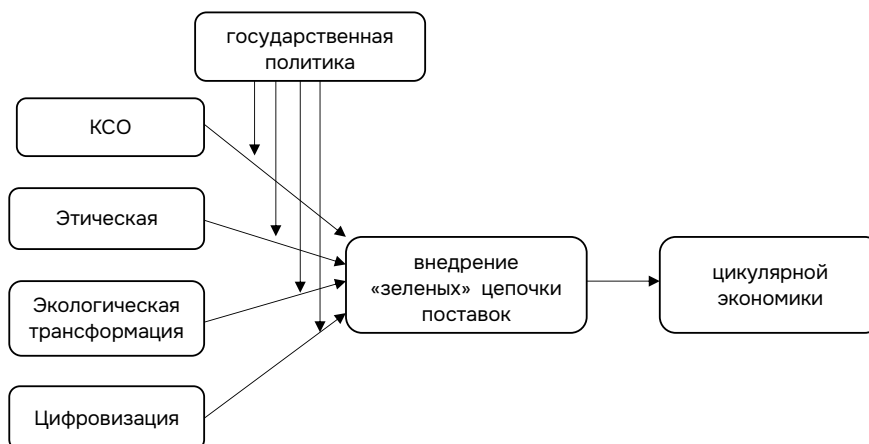 государственная
политика
КСО
Этическая
Экологическая
трансформация
Цифровизация
внедрение
«зеленых» цепочки
поставок
цикулярной
экономики